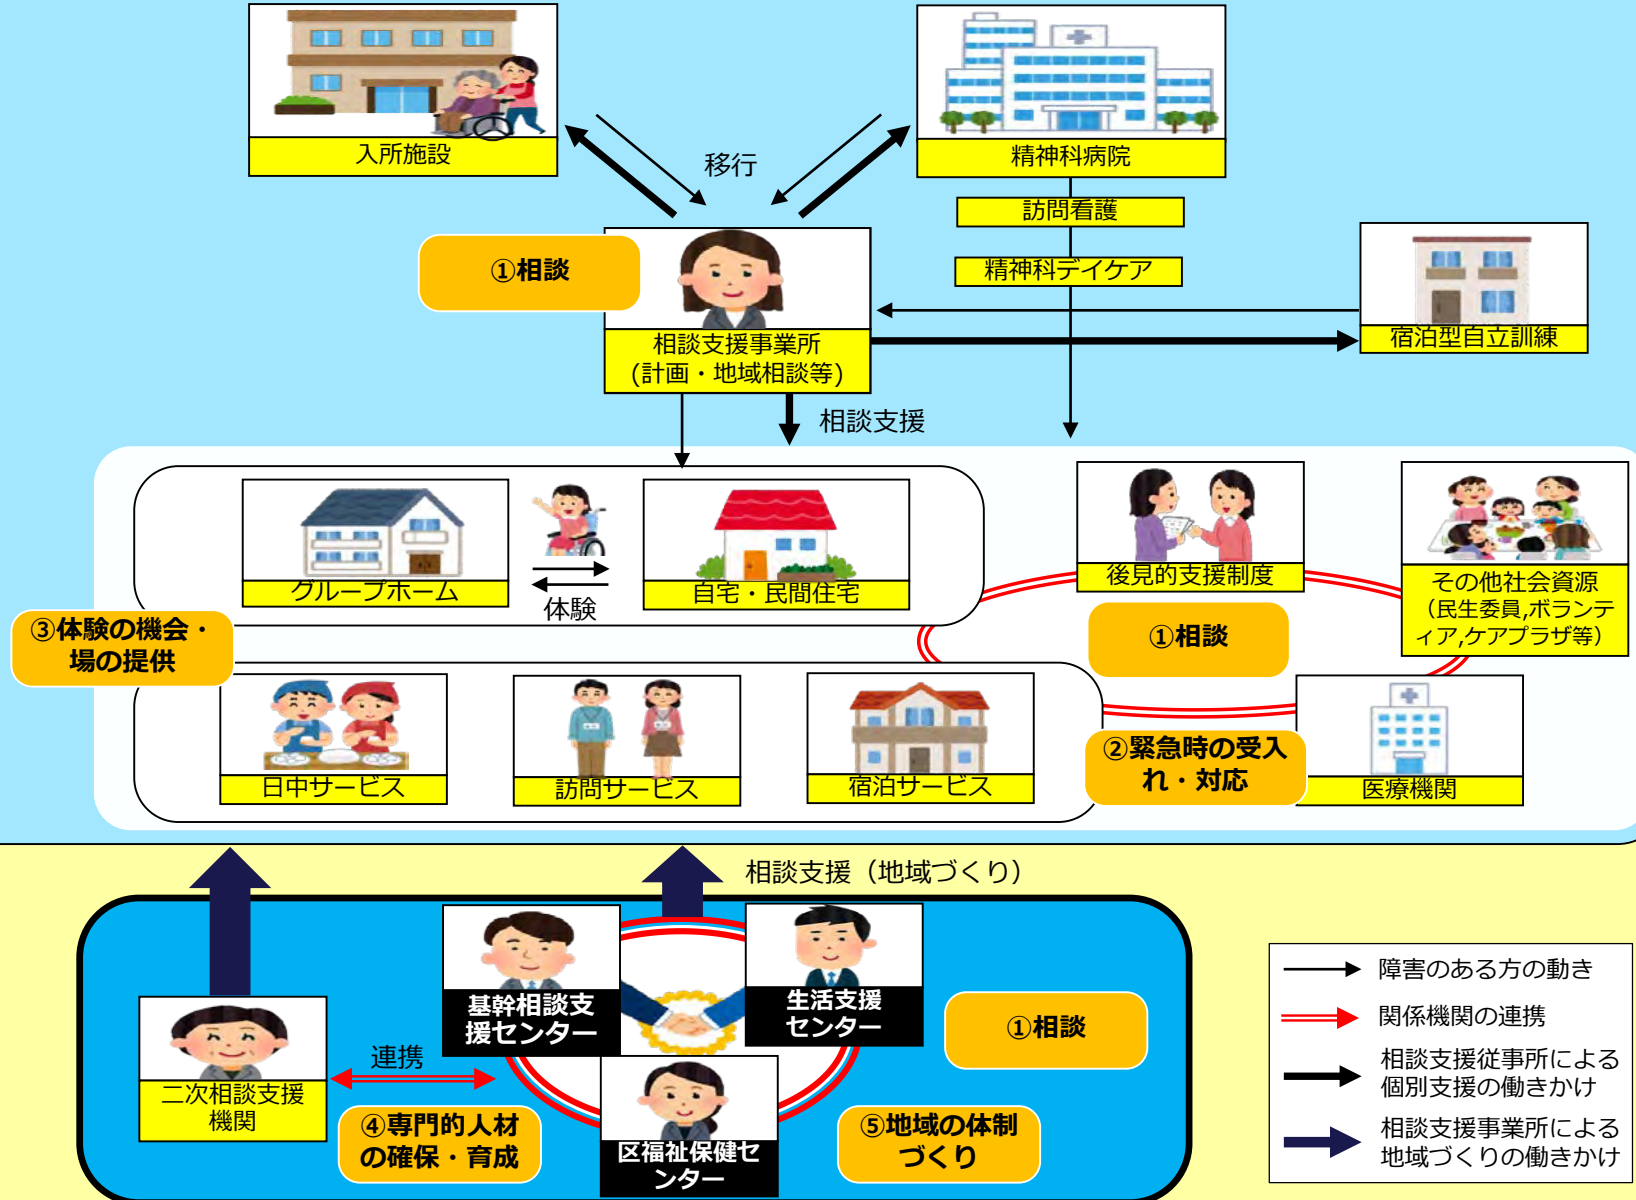 入所施設
精神科病院
移行
訪問看護
精神科デイケア
①相談
相談支援事業所
(計画・地域相談等)
宿泊型自立訓練
相談支援
グループホーム
体験
自宅・民間住宅
後見的支援制度
その他社会資源
（民生委員,ボランテ
ィア,ケアプラザ等）
③体験の機会・
場の提供
①相談
日中サービス
訪問サービス
宿泊サービス
②緊急時の受入
れ・対応
医療機関
相談支援（地域づくり）
基幹相談支
援センター
生活支援
センター
①相談
連携
二次相談支援
機関
④専門的人材
の確保・育成
区福祉保健セ
ンター
⑤地域の体制
づくり
障害のある方の動き
関係機関の連携
相談支援従事所による
個別支援の働きかけ
相談支援事業所による
地域づくりの働きかけ